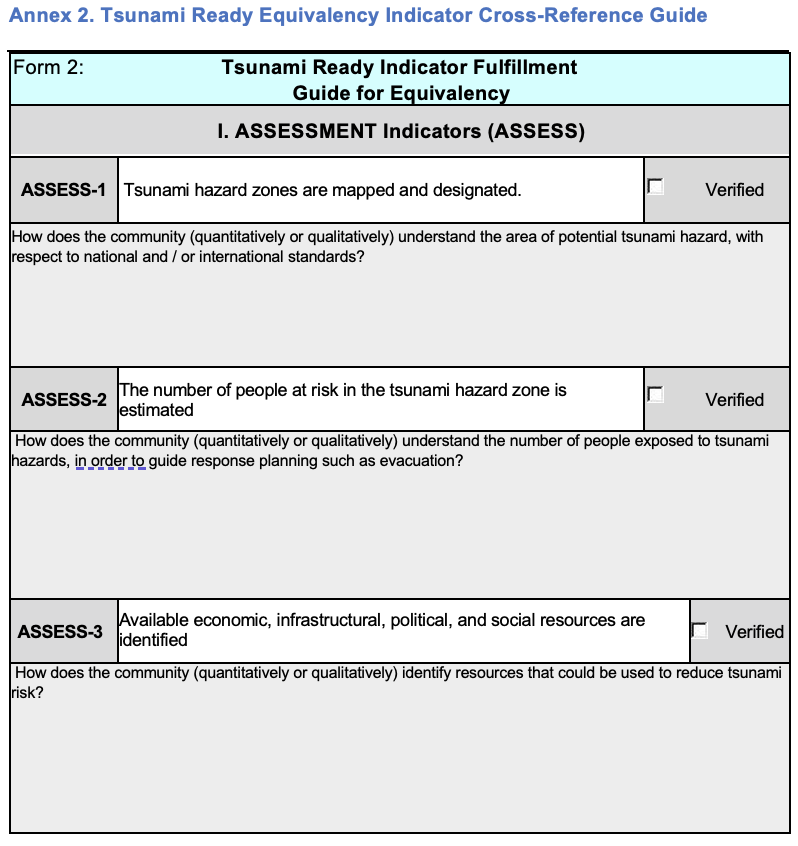 Annex 2. Tsunami Ready Equivalency Indicator Cross-Reference Guide
Form 2:
Tsunami Ready Indicator Fulfillment
Guide for Equivalency
I. ASSESSMENT Indicators (ASSESS)
ASSESS-1
Tsunami hazard zones are mapped and designated.
Verified
How does the community (quantitatively or qualitatively) understand the area of potential tsunami hazard, with
respect to national and / or international standards?
ASSESS-2
The number of people at risk in the tsunami hazard zone is
estimated
Verified
How does the community (quantitatively or qualitatively) understand the number of people exposed to tsunami
hazards, in order to guide response planning such as evacuation?
ASSESS-3
Available economic, infrastructural, political, and social resources are
identified
Verified
How does the community (quantitatively or qualitatively) identify resources that could be used to reduce tsunami
risk?